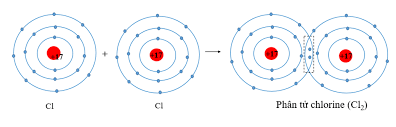 +17 + +17 +17 +17
Cl Cl Phân tử chlorine (Cl₂)